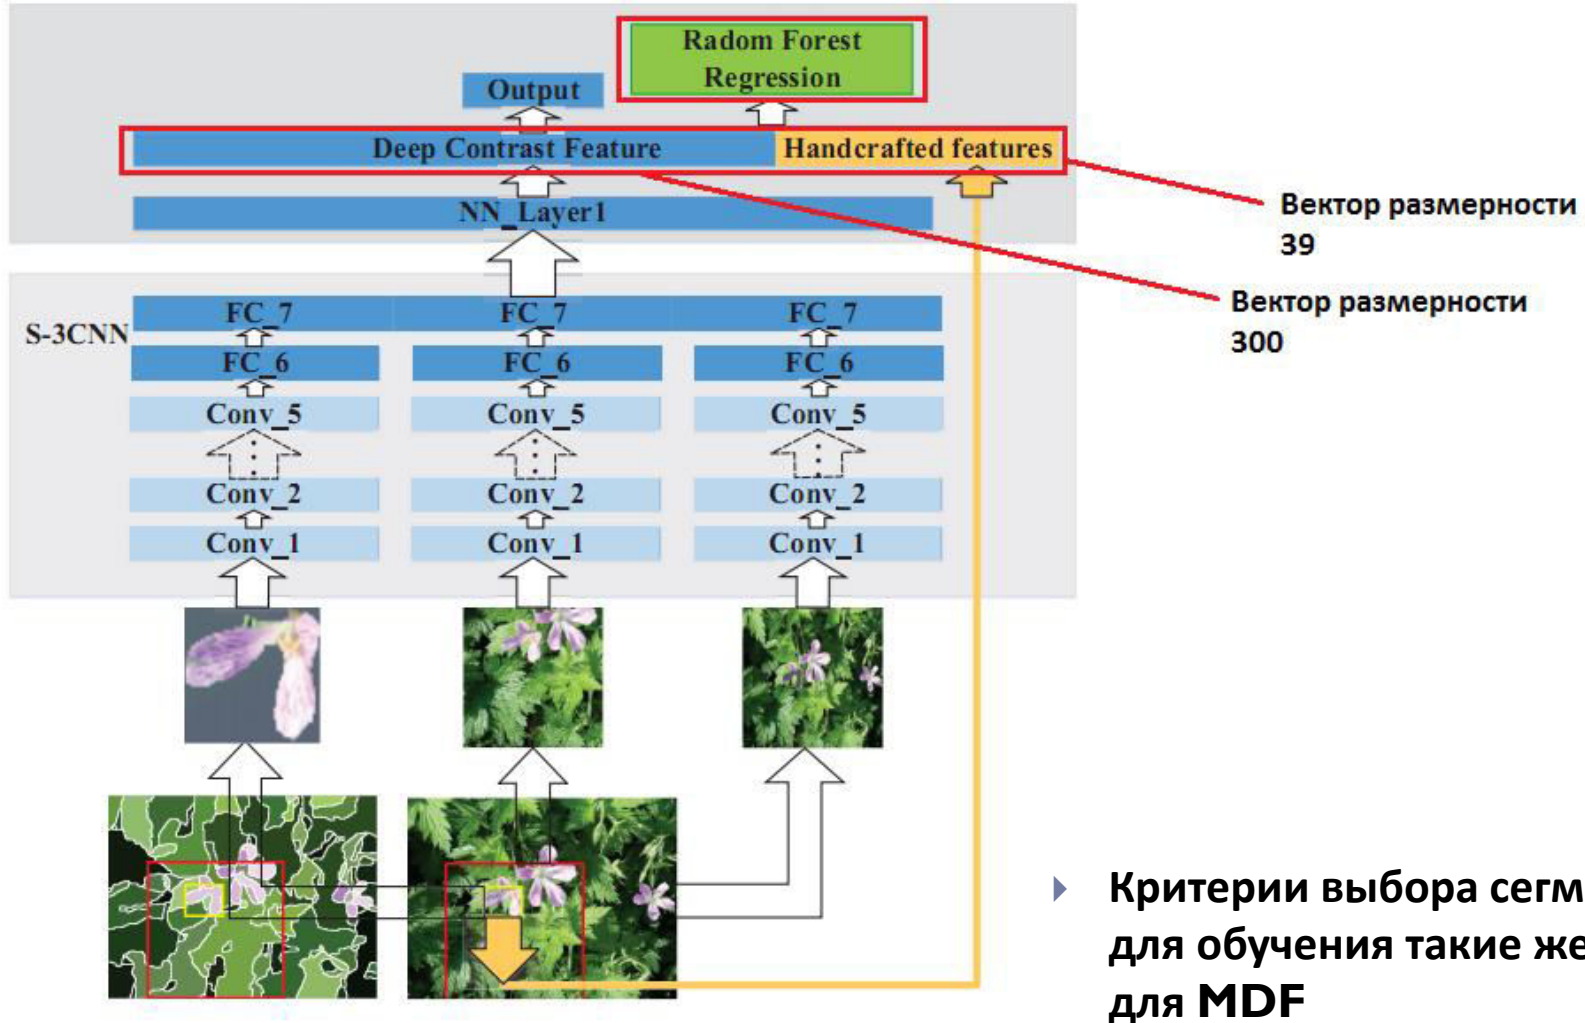 Radom Forest
Regression
Output
Deep Contrast Feature
Handcrafted features
NN_Layer1
Вектор размерности
39
Вектор размерности
300
S-3CNN
FC_7
FC_7
FC_7
FC_6
FC_6
FC_6
Conv_5
Conv_5
Conv_5
Conv_2
Conv_2
Conv_2
Conv_1
Conv_1
Conv_1
Критерии выбора сегм
для обучения такие же
для MDF